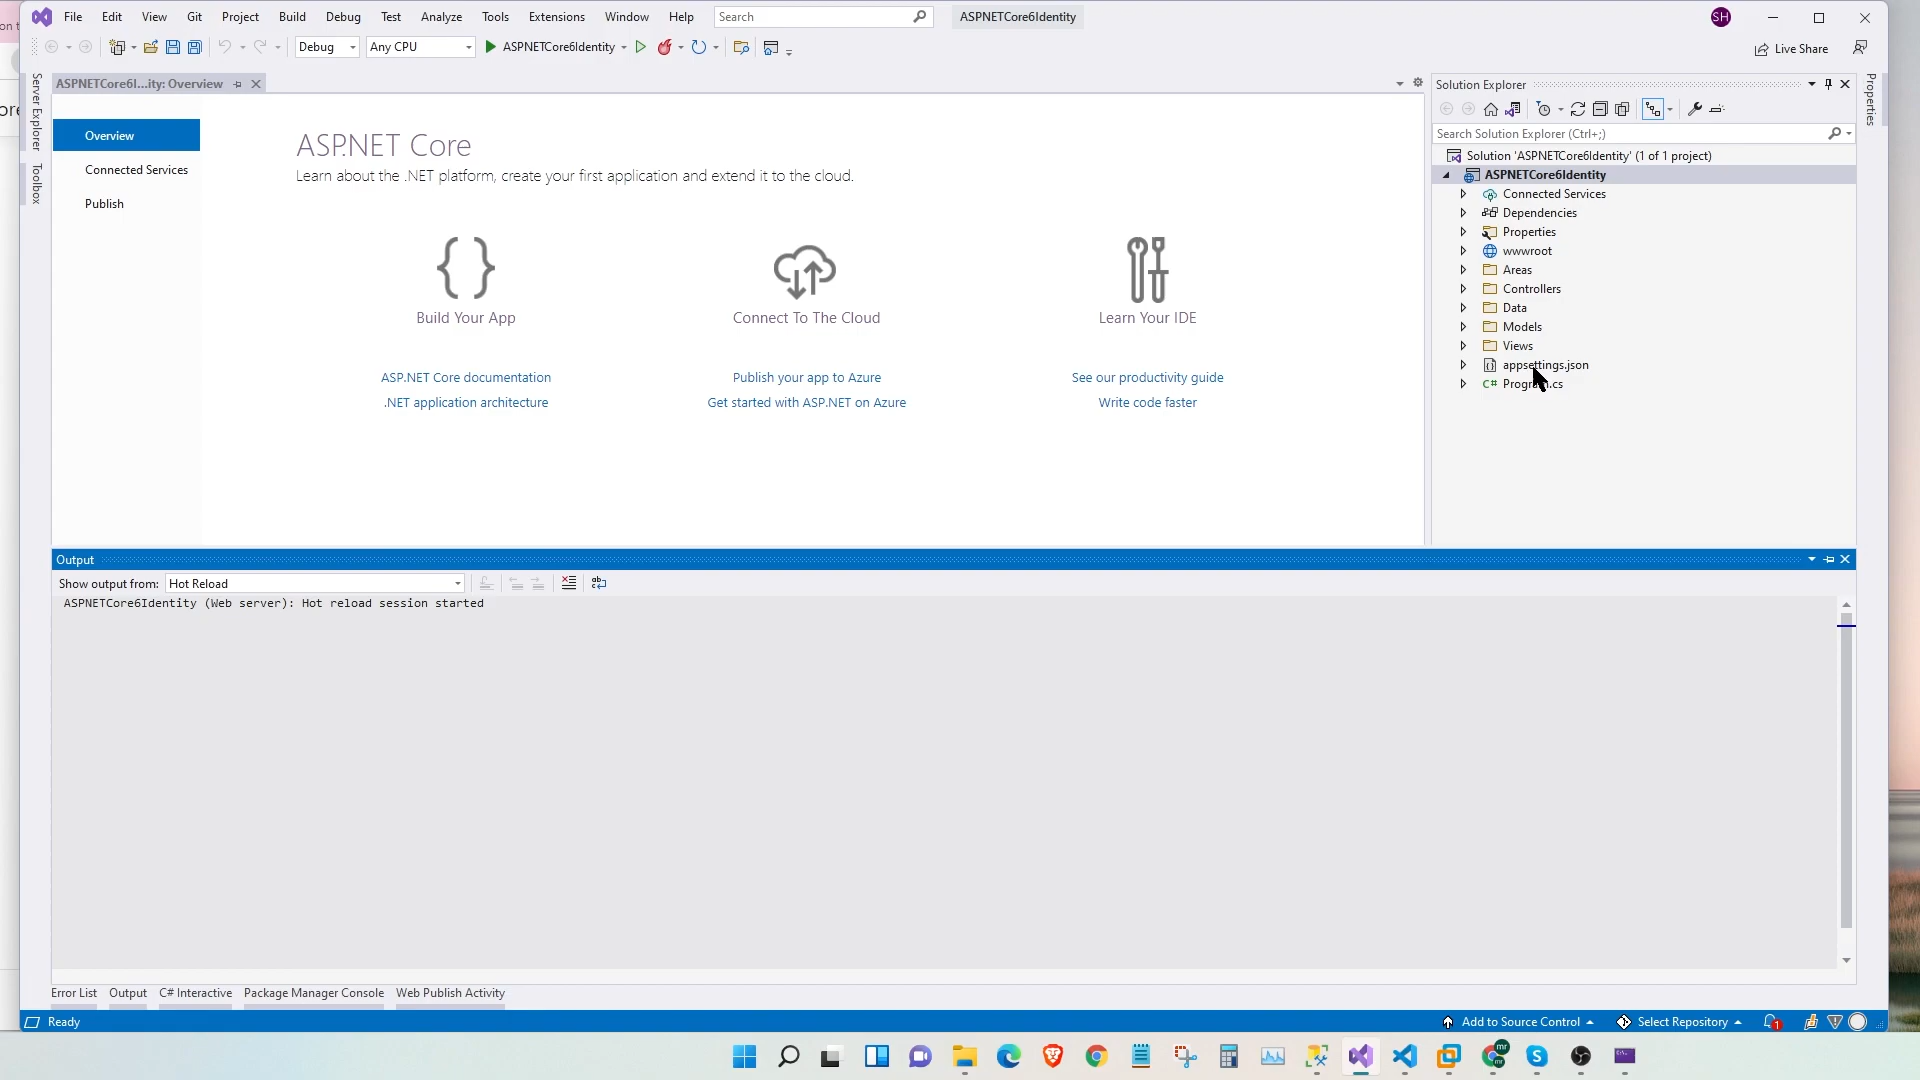 File Edit View Git Project Build Debug Test Analyze Tools Extensions Window Help Search ASPNETCore6Identity SH
Debug Any CPU ASPNETCore6Identity Live Share
Server Explorer
Toolbox
ASPNETCore6I...ity: Overview
Overview
Connected Services
Publish
ASP.NET Core
Learn about the .NET platform, create your first application and extend it to the cloud.
Build Your App
ASP.NET Core documentation
.NET application architecture
Connect To The Cloud
Publish your app to Azure
Get started with ASP.NET on Azure
Learn Your IDE
See our productivity guide
Write code faster
Solution Explorer
Search Solution Explorer (Ctrl+;)
Solution 'ASPNETCore6Identity' (1 of 1 project)
ASPNETCore6Identity
Connected Services
Dependencies
Properties
wwwroot
Areas
Controllers
Data
Models
Views
appsettings.json
C# Program.cs
Properties
Output
Show output from: Hot Reload
ASPNETCore6Identity (Web server): Hot reload session started
Error List Output C# Interactive Package Manager Console Web Publish Activity
Ready Add to Source Control Select Repository 1